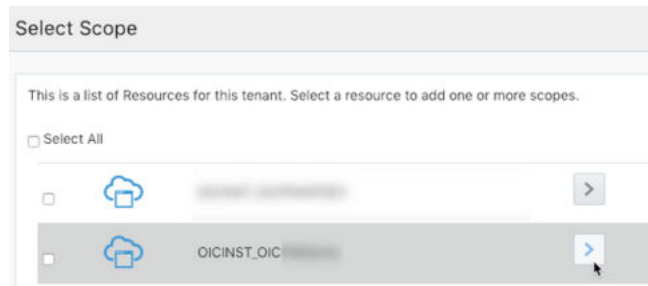 Select Scope
This is a list of Resources for this tenant. Select a resource to add one or more scopes.
Select All
OICINST_OIC